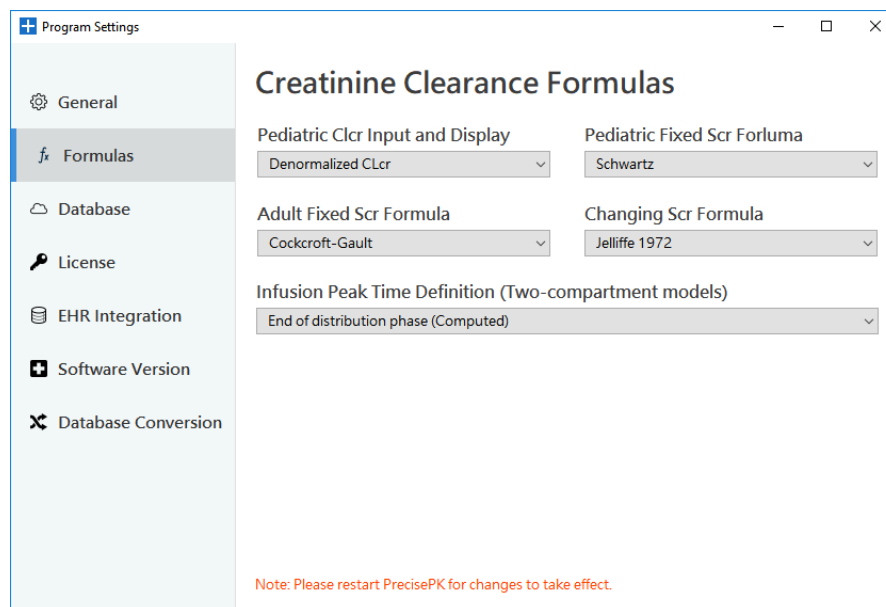 Program Settings
General
Formulas
Database
License
EHR Integration
Software Version
Database Conversion
Creatinine Clearance Formulas
Pediatric Clcr Input and Display
Denormalized CLcr
Pediatric Fixed Scr Forluma
Schwartz
Adult Fixed Scr Formula
Cockcroft-Gault
Changing Scr Formula
Jelliffe 1972
Infusion Peak Time Definition (Two-compartment models)
End of distribution phase (Computed)
Note: Please restart PrecisePK for changes to take effect.